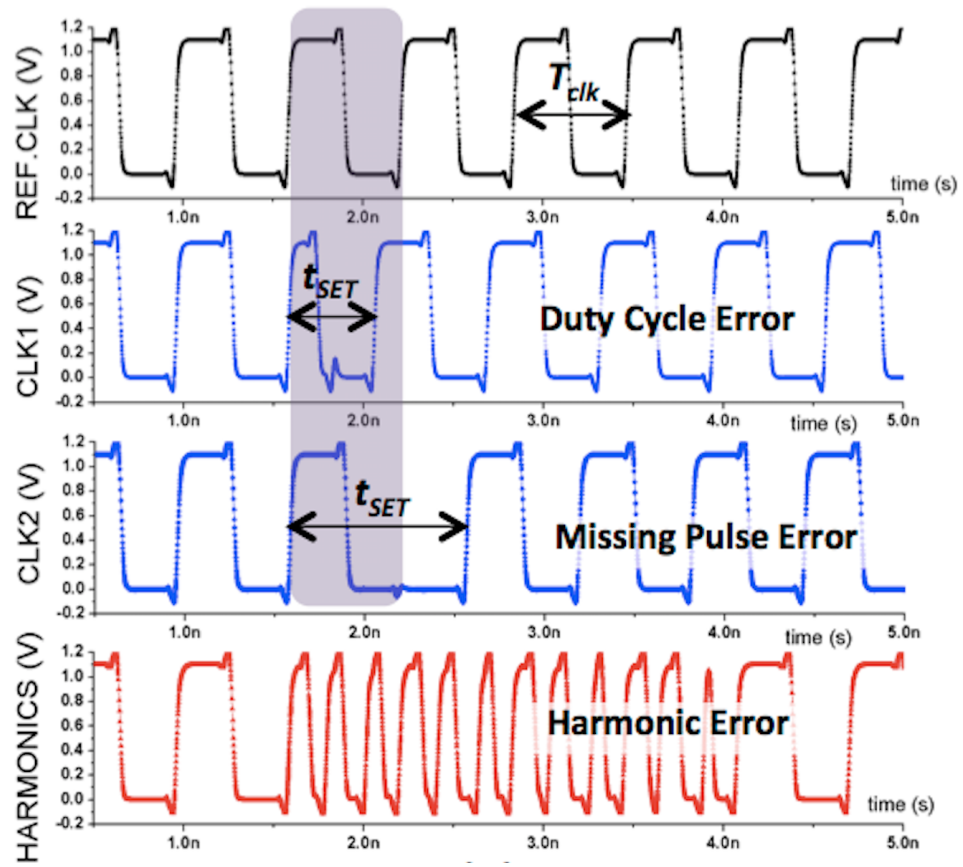 REF.CLK (V)
1.2
1.0
0.8
0.6
0.4
0.2
0.0
-0.2
T_clk
time (s)
1.0n 2.0n 3.0n 4.0n 5.0n
CLK1 (V)
1.2
1.0
0.8
0.6
0.4
0.2
0.0
-0.2
t_SET
Duty Cycle Error
1.0n 2.0n 3.0n 4.0n 5.0n
time (s)
CLK2 (V)
1.2
1.0
0.8
0.6
0.4
0.2
0.0
-0.2
t_SET
Missing Pulse Error
1.0n 2.0n 3.0n 4.0n 5.0n
time (s)
HARMONICS (V)
1.2
1.0
0.8
0.6
0.4
0.2
0.0
-0.2
Harmonic Error
time (s)
1.0n 2.0n 3.0n 4.0n 5.0n